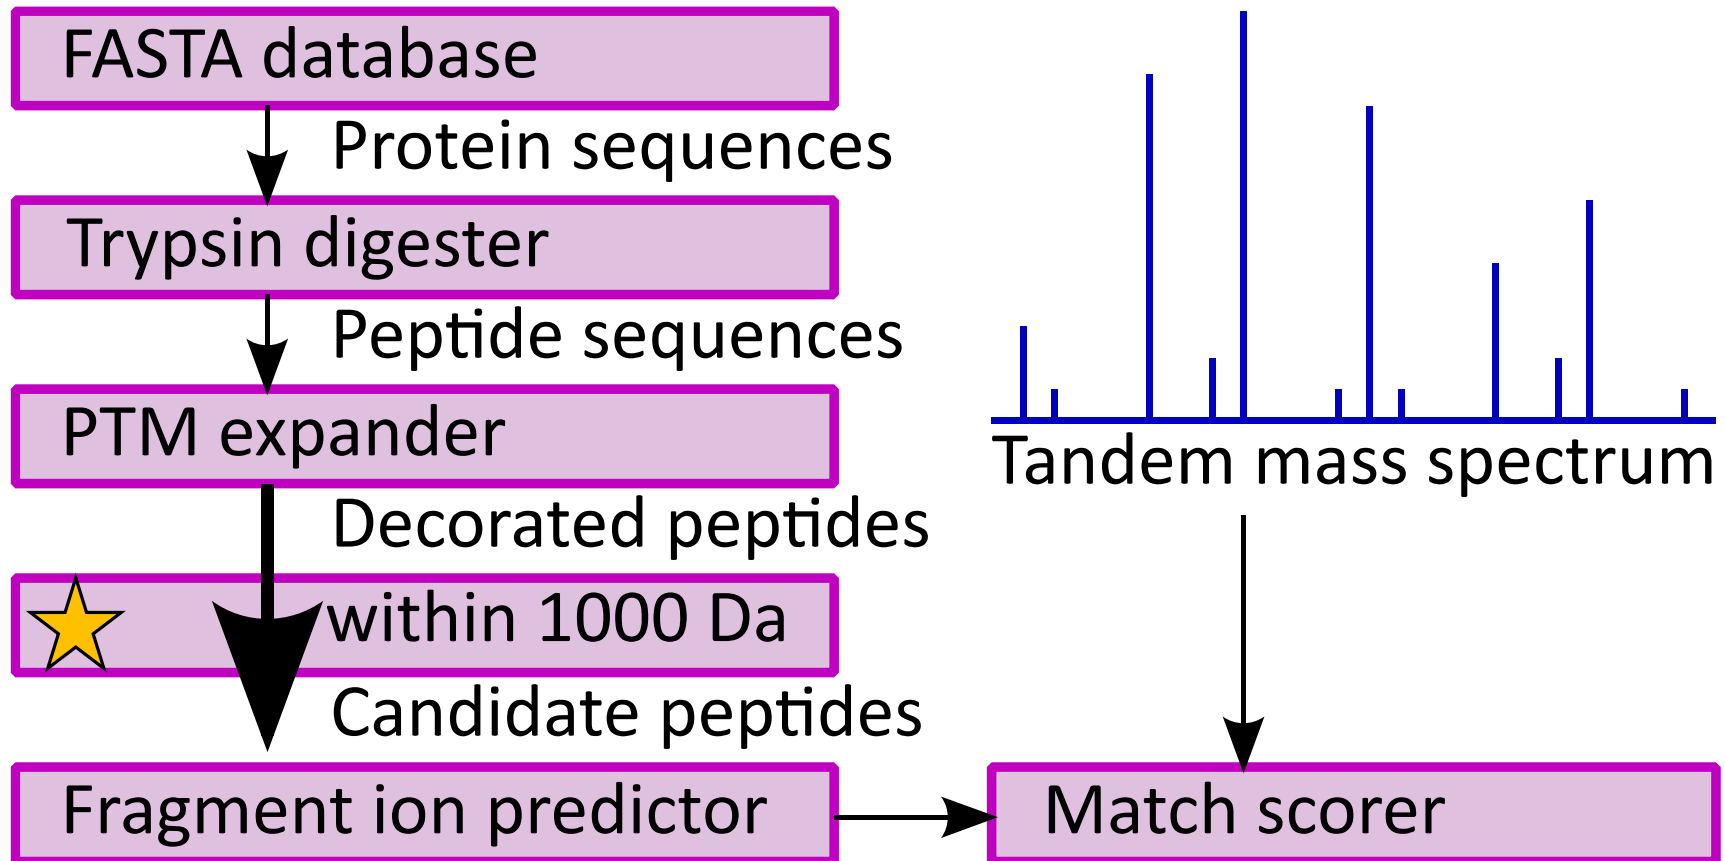 FASTA database
Protein sequences
Trypsin digester
Peptide sequences
PTM expander
Decorated peptides
within 1000 Da
Candidate peptides
Fragment ion predictor
Tandem mass spectrum
Match scorer